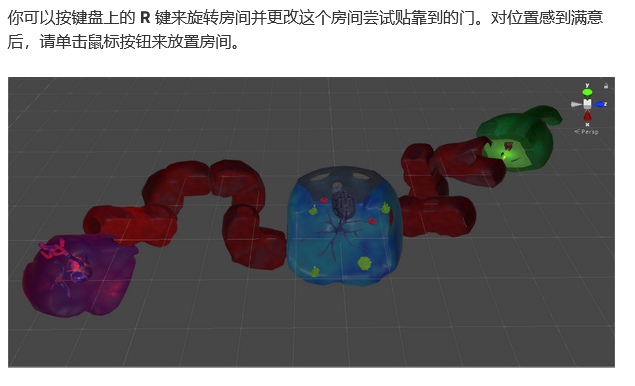 你可以按键盘上的 R 键来旋转房间并更改这个房间尝试贴靠到的门。对位置感到满意
后，请单击鼠标按钮来放置房间。
y
z
x
Persp